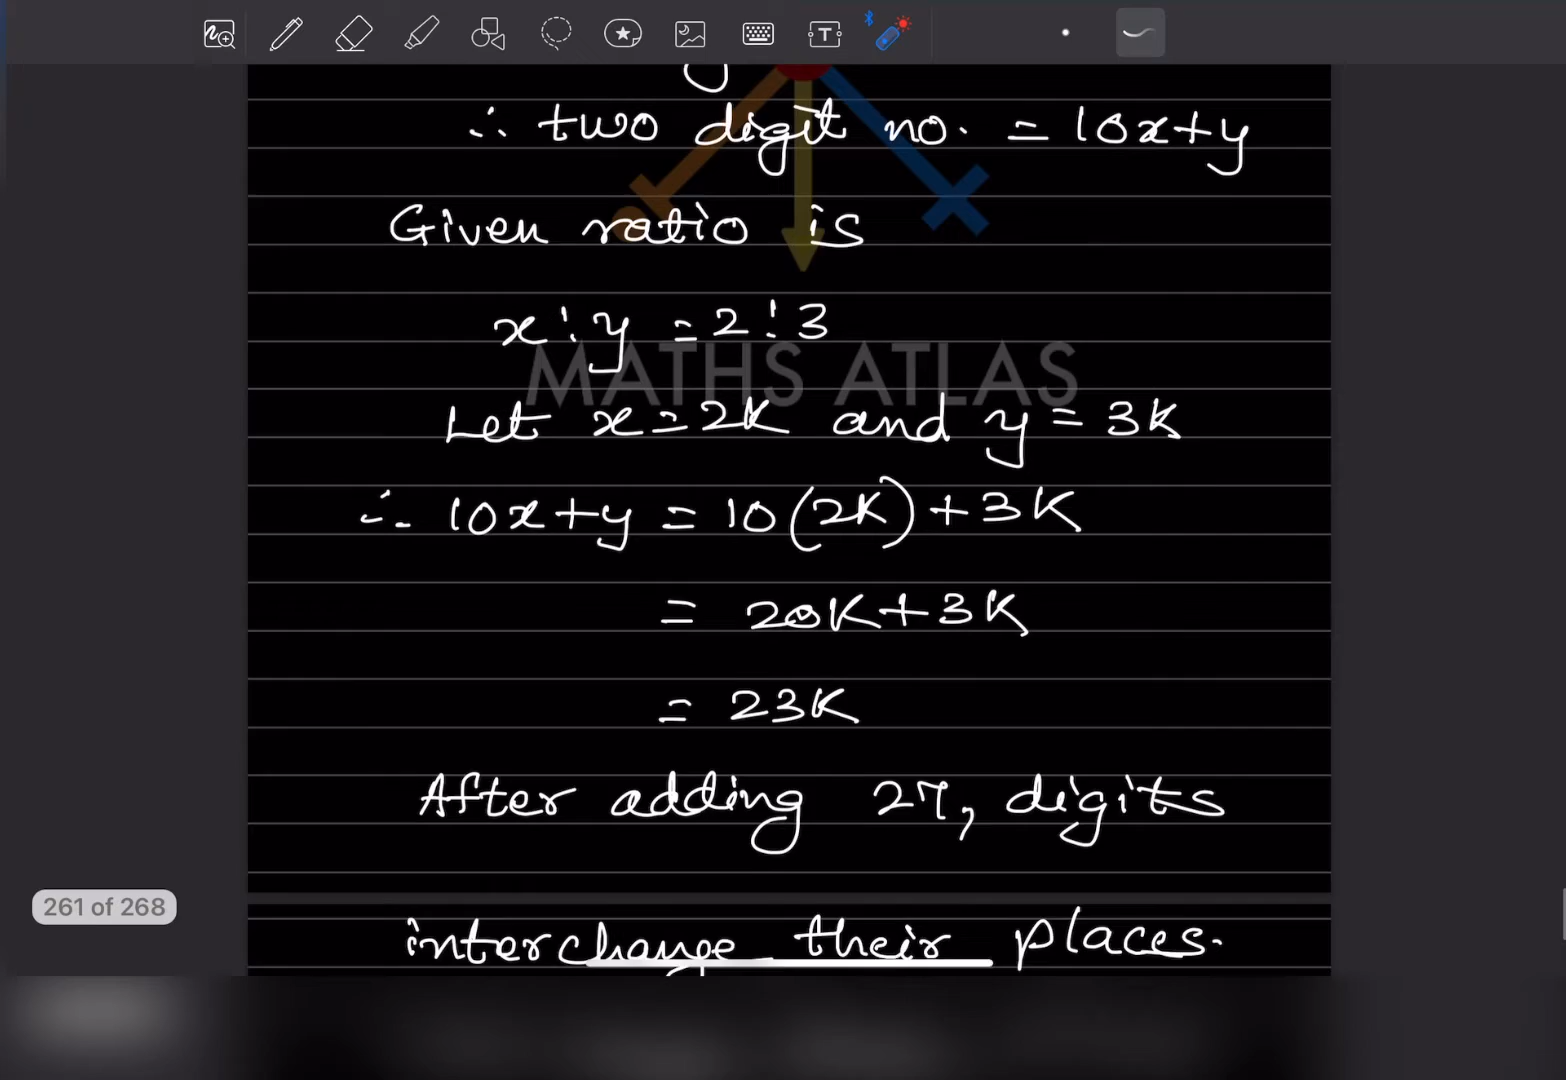 ∴ two digit no. = 10x+y
Given ratio is
x:y = 2:3
MATHS ATLAS
Let x=2K and y = 3K
∴ 10x+y = 10(2K)+3K
= 20K+3K
= 23K
After adding 27, digits
261 of 268
interchange their places.